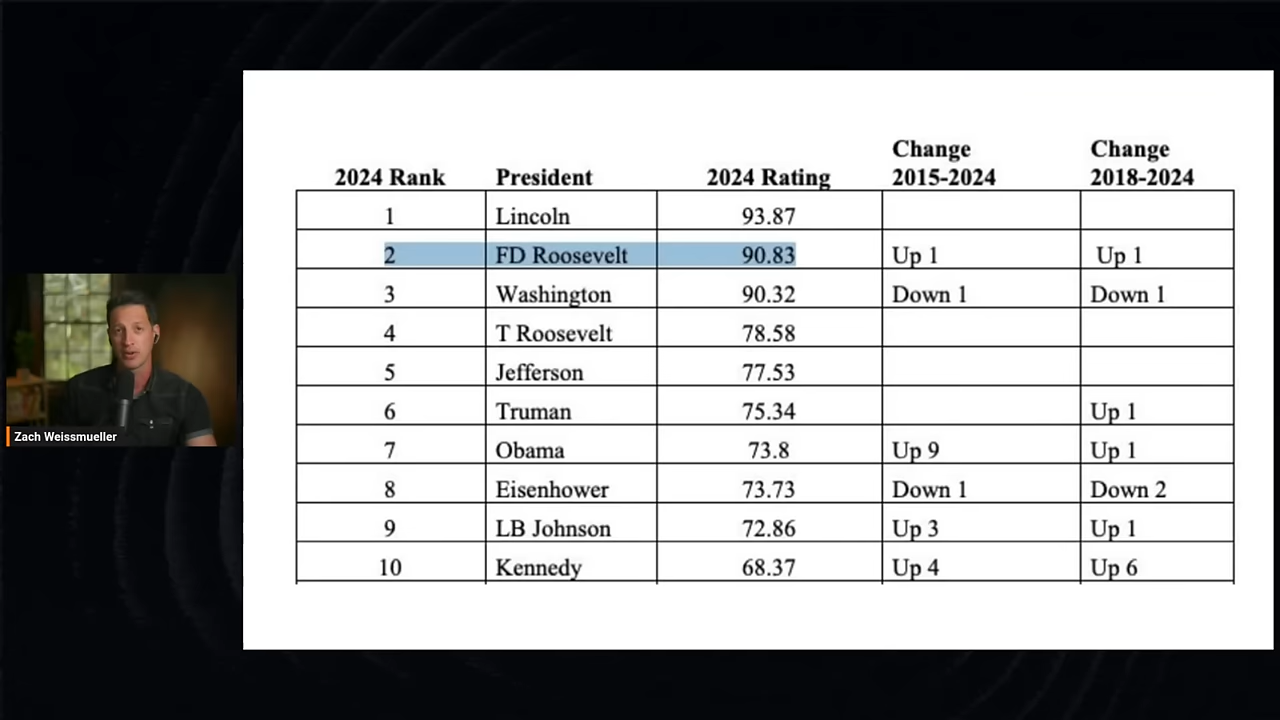 Change Change
2024 Rank President 2024 Rating 2015-2024 2018-2024
1 Lincoln 93.87
2 FD Roosevelt 90.83 Up 1 Up 1
3 Washington 90.32 Down 1 Down 1
4 T Roosevelt 78.58
5 Jefferson 77.53
6 Truman 75.34 Up 1
7 Obama 73.8 Up 9 Up 1
8 Eisenhower 73.73 Down 1 Down 2
9 LB Johnson 72.86 Up 3 Up 1
10 Kennedy 68.37 Up 4 Up 6
Zach Weissmueller